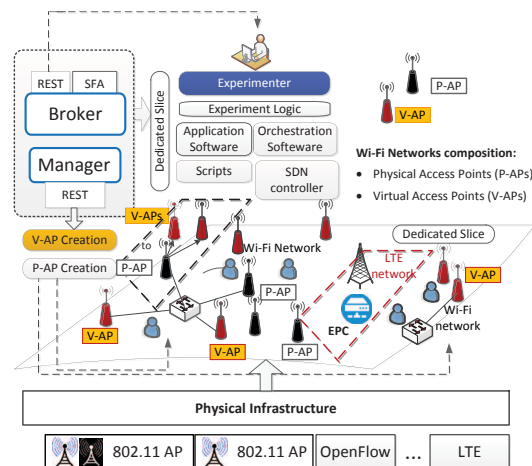 REST
SFA
Broker
Manager
REST
V-AP Creation
P-AP Creation
Dedicated Slice
Experimenter
Experiment Logic
Application
Software
Orchestration
Softeware
Scripts
SDN
controller
P-AP
V-AP
Wi-Fi Networks composition:
• Physical Access Points (P-APs)
• Virtual Access Points (V-APs)
V-APs
to
P-AP
Wi-Fi Network
P-AP
V-AP
V-AP
P-AP
Dedicated Slice
LTE
network
EPC
V-AP
Wi-Fi
network
Physical Infrastructure
802.11 AP
802.11 AP
OpenFlow
...
LTE